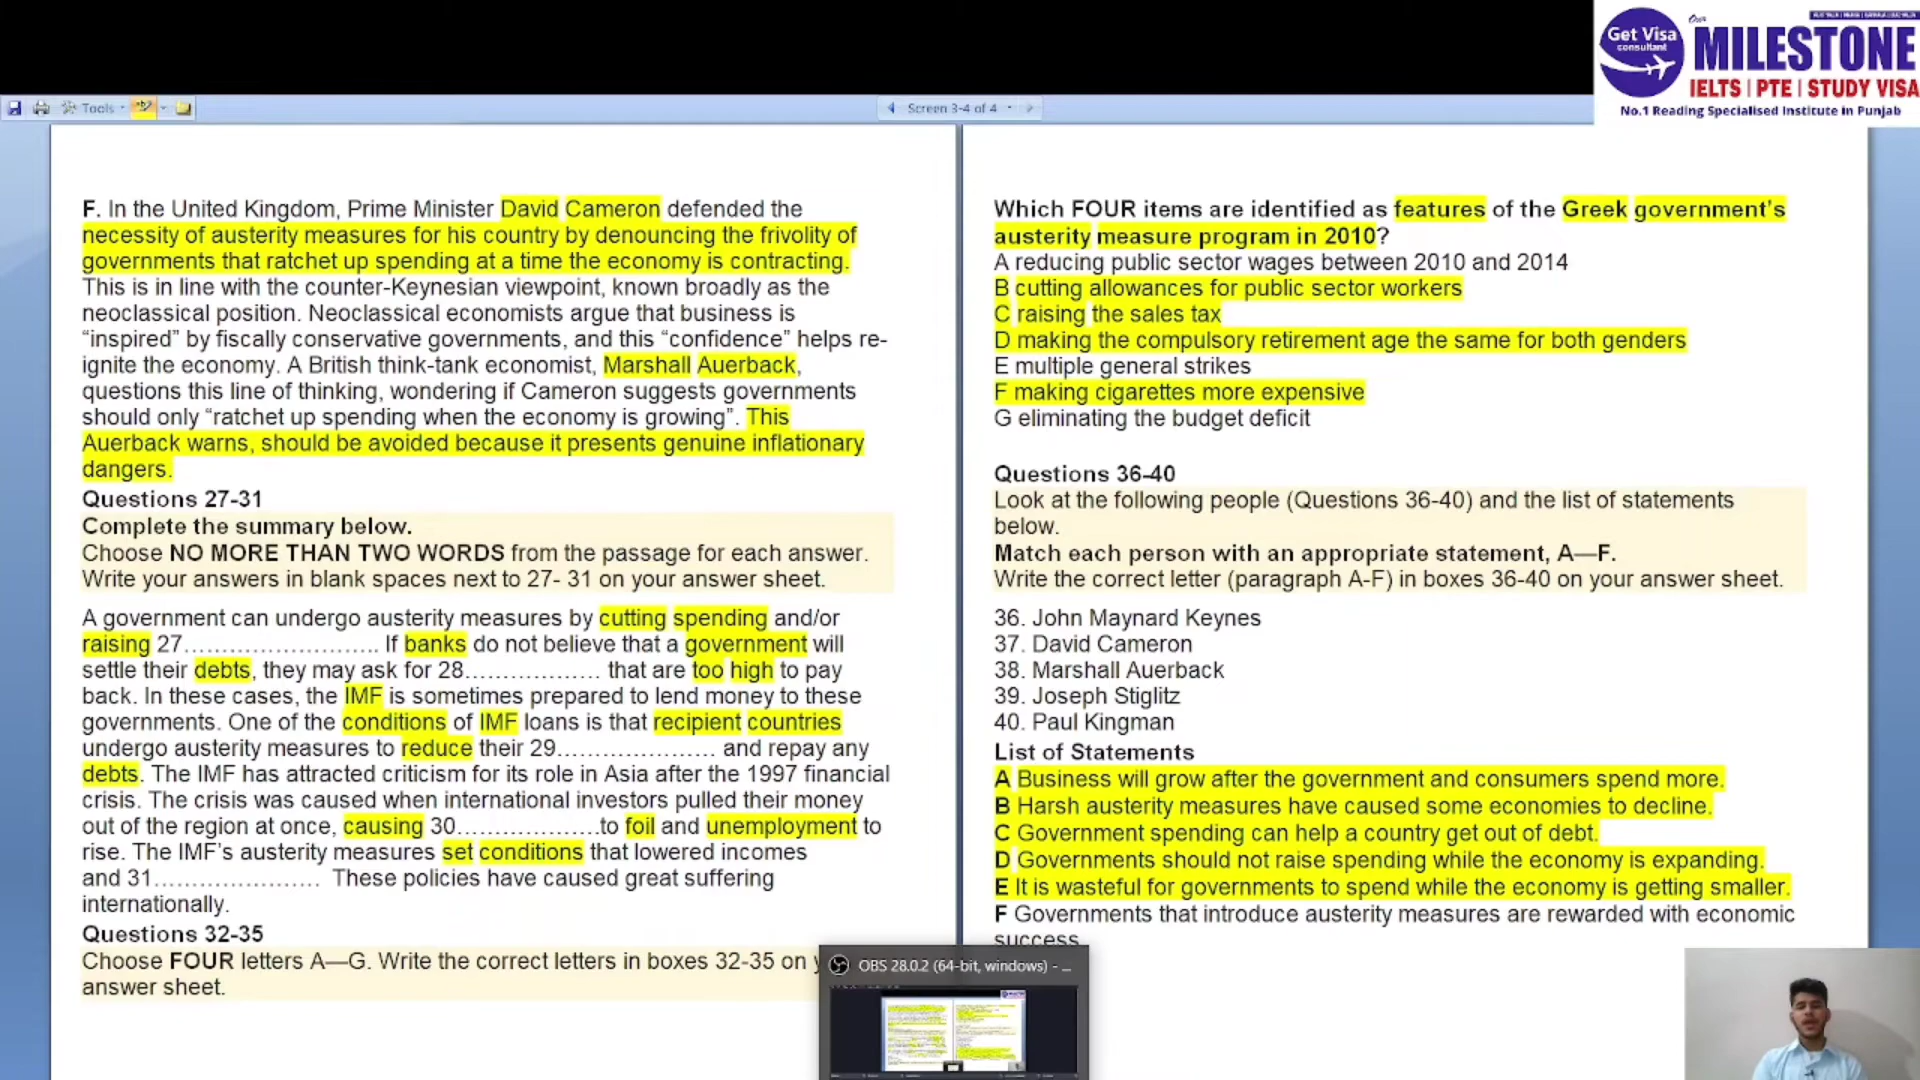 Our
Get Visa
consultant
MILESTONE
IELTS | PTE | STUDY VISA
No.1 Reading Specialised Institute in Punjab
Tools
Screen 3-4 of 4
F. In the United Kingdom, Prime Minister David Cameron defended the
necessity of austerity measures for his country by denouncing the frivolity of
governments that ratchet up spending at a time the economy is contracting.
This is in line with the counter-Keynesian viewpoint, known broadly as the
neoclassical position. Neoclassical economists argue that business is
“inspired” by fiscally conservative governments, and this “confidence” helps re-
ignite the economy. A British think-tank economist, Marshall Auerback,
questions this line of thinking, wondering if Cameron suggests governments
should only “ratchet up spending when the economy is growing”. This
Auerback warns, should be avoided because it presents genuine inflationary
dangers.
Questions 27-31
Complete the summary below.
Choose NO MORE THAN TWO WORDS from the passage for each answer.
Write your answers in blank spaces next to 27- 31 on your answer sheet.
A government can undergo austerity measures by cutting spending and/or
raising 27……………………….. If banks do not believe that a government will
settle their debts, they may ask for 28……………… that are too high to pay
back. In these cases, the IMF is sometimes prepared to lend money to these
governments. One of the conditions of IMF loans is that recipient countries
undergo austerity measures to reduce their 29………………… and repay any
debts. The IMF has attracted criticism for its role in Asia after the 1997 financial
crisis. The crisis was caused when international investors pulled their money
out of the region at once, causing 30………………..to foil and unemployment to
rise. The IMF’s austerity measures set conditions that lowered incomes
and 31…………………. These policies have caused great suffering
internationally.
Questions 32-35
Choose FOUR letters A—G. Write the correct letters in boxes 32-35 on
answer sheet.
Which FOUR items are identified as features of the Greek government’s
austerity measure program in 2010?
A reducing public sector wages between 2010 and 2014
B cutting allowances for public sector workers
C raising the sales tax
D making the compulsory retirement age the same for both genders
E multiple general strikes
F making cigarettes more expensive
G eliminating the budget deficit
Questions 36-40
Look at the following people (Questions 36-40) and the list of statements
below.
Match each person with an appropriate statement, A—F.
Write the correct letter (paragraph A-F) in boxes 36-40 on your answer sheet.
36. John Maynard Keynes
37. David Cameron
38. Marshall Auerback
39. Joseph Stiglitz
40. Paul Kingman
List of Statements
A Business will grow after the government and consumers spend more.
B Harsh austerity measures have caused some economies to decline.
C Government spending can help a country get out of debt.
D Governments should not raise spending while the economy is expanding.
E It is wasteful for governments to spend while the economy is getting smaller.
F Governments that introduce austerity measures are rewarded with economic
success
OBS 28.0.2 (64-bit, windows) - ...